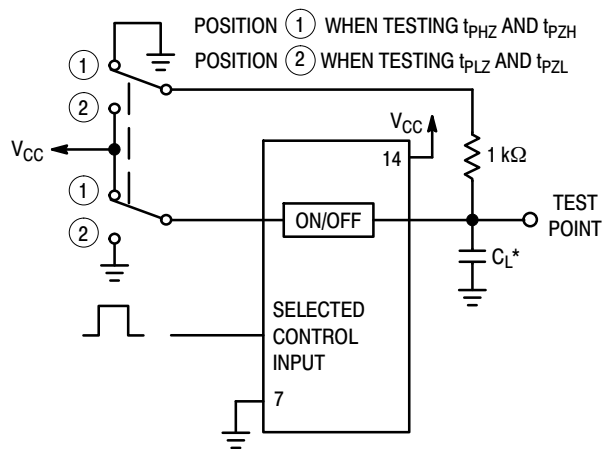 POSITION 1 WHEN TESTING tPHZ AND tPZH
POSITION 2 WHEN TESTING tPLZ AND tPZL
1
2
VCC
VCC
14
1 kΩ
1
2
ON/OFF
TEST
POINT
CL*
SELECTED
CONTROL
INPUT
7